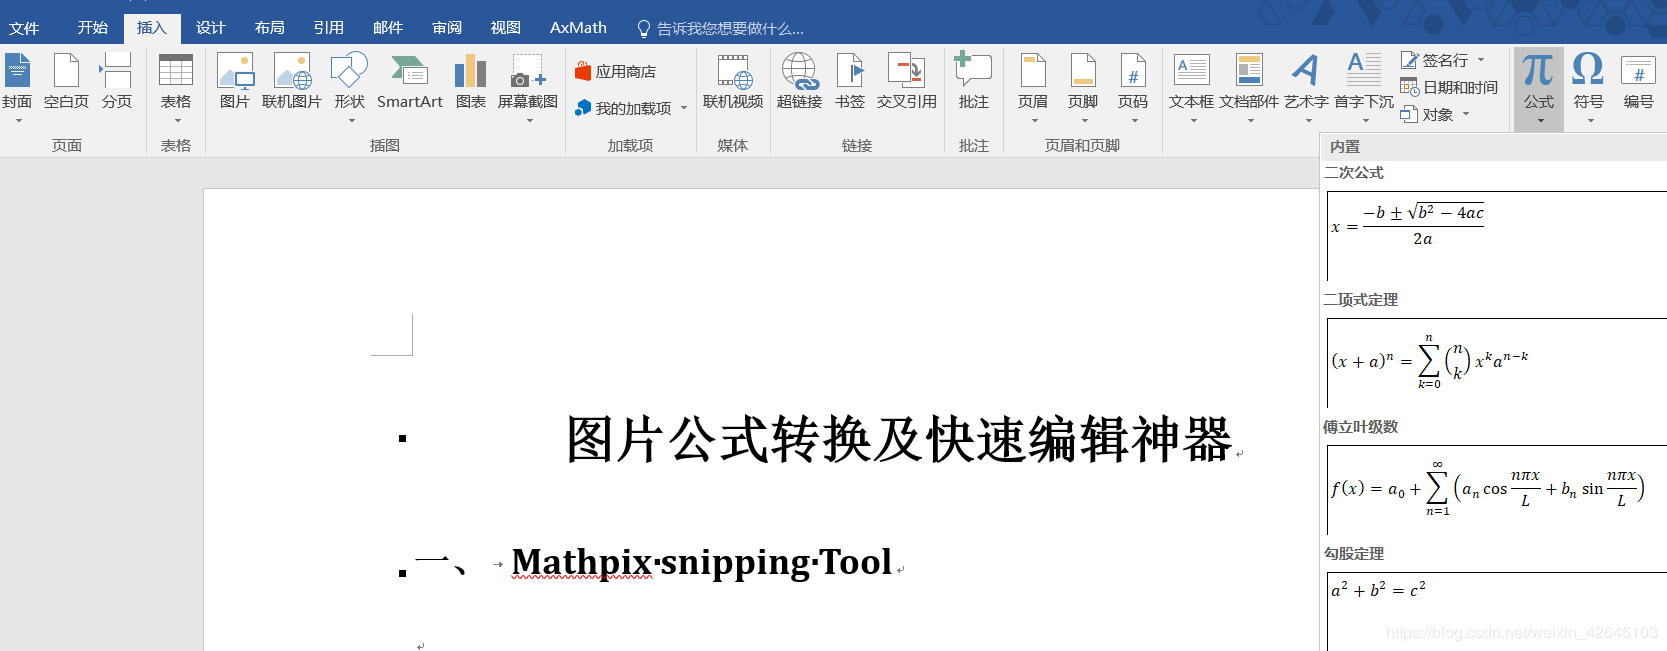 文件 开始 插入 设计 布局 引用 邮件 审阅 视图 AxMath 告诉我您想要做什么...
封面 空白页 分页 表格 图片 联机图片 形状 SmartArt 图表 屏幕截图 应用商店 我的加载项 联机视频 超链接 书签 交叉引用 批注 页眉 页脚 页码 文本框 文档部件 艺术字 首字下沉 签名行 日期和时间 对象 公式 符号 编号
页面 表格 插图 加载项 媒体 链接 批注 页眉和页脚
内置
二次公式
x = \frac{-b ± \sqrt{b^2 − 4ac}}{2a}
二项式定理
(x + a)^n = \sum_{k=0}^{n} \binom{n}{k} x^k a^{n−k}
傅立叶级数
f(x) = a_0 + \sum_{n=1}^{∞} (a_n cos \frac{nπx}{L} + b_n sin \frac{nπx}{L})
勾股定理
a^2 + b^2 = c^2
图片公式转换及快速编辑神器
一、 Mathpix·snipping·Tool
https://blog.csdn.net/weixin_42646103